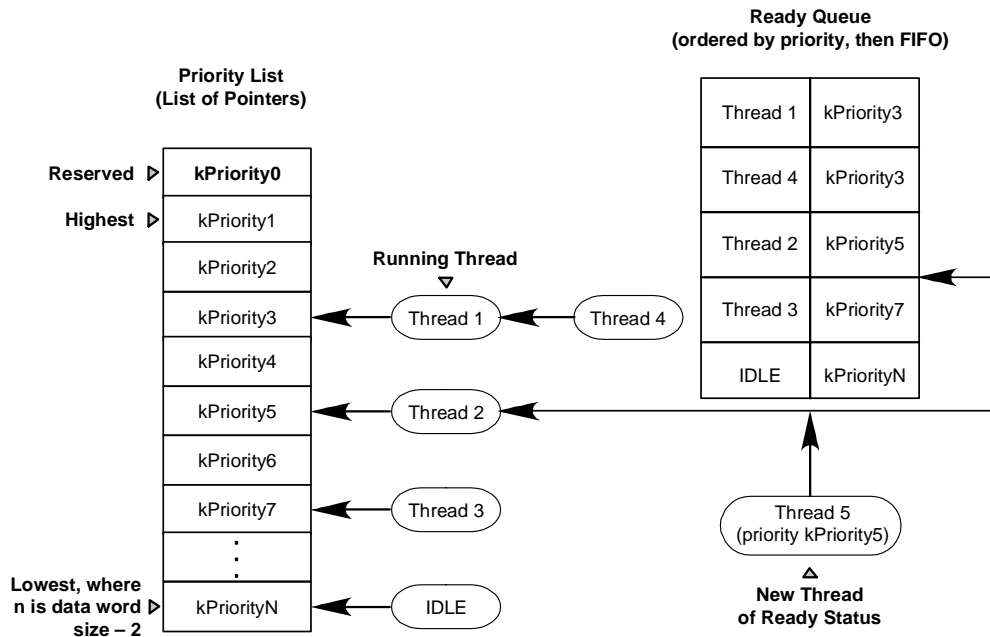 Ready Queue
(ordered by priority, then FIFO)
Priority List
(List of Pointers)
Thread 1 kPriority3
Thread 4 kPriority3
Thread 2 kPriority5
Thread 3 kPriority7
IDLE kPriorityN
Reserved kPriority0
Highest kPriority1
kPriority2
Running Thread
kPriority3 Thread 1 Thread 4
kPriority4
kPriority5 Thread 2
kPriority6
kPriority7 Thread 3
Thread 5
(priority kPriority5)
Lowest, where
n is data word
size – 2
kPriorityN IDLE
New Thread
of Ready Status